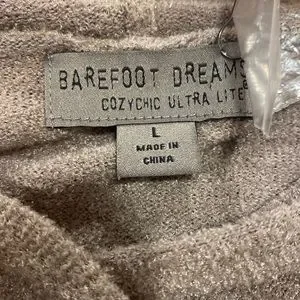 BAREFOOT DREAMS
COZYCHIC ULTRA LITE
L
MADE IN
CHINA